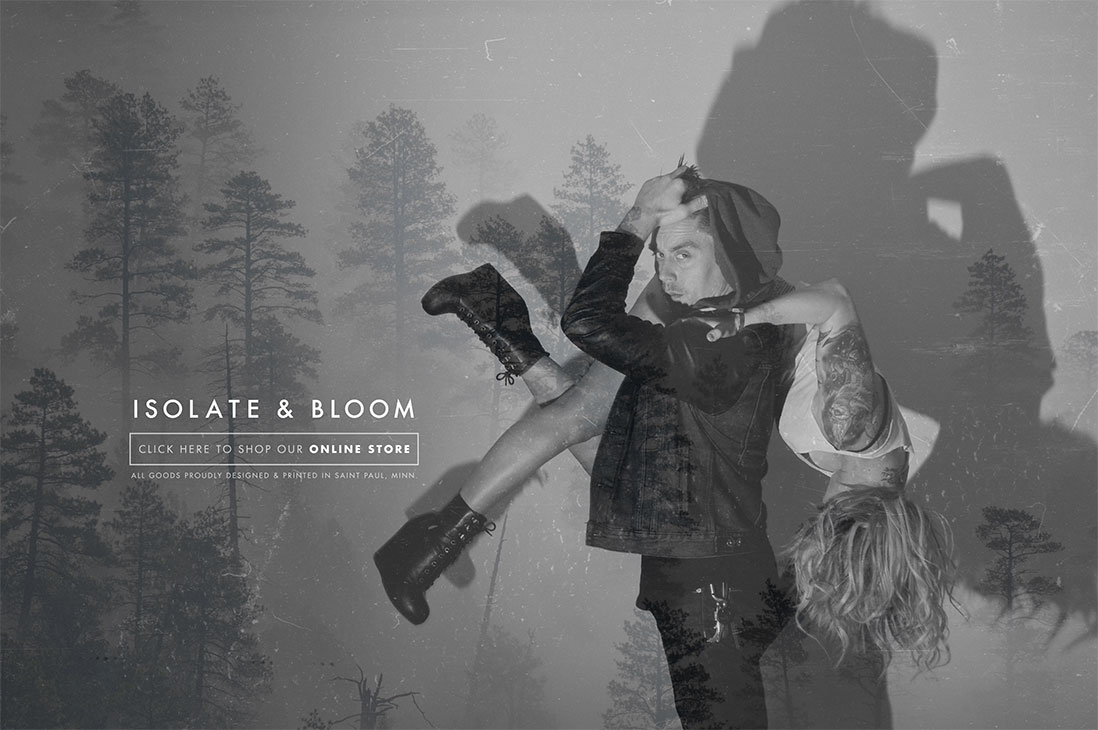 ISOLATE & BLOOM
CLICK HERE TO SHOP OUR ONLINE STORE
ALL GOODS PROUDLY DESIGNED & PRINTED IN SAINT PAUL, MINN.